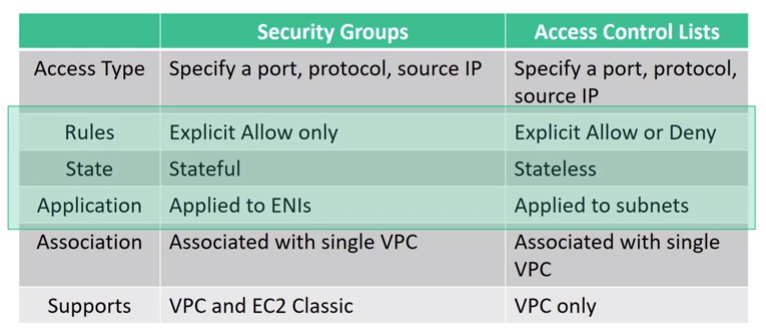 Security Groups Access Control Lists
Access Type Specify a port, protocol, source IP Specify a port, protocol,
source IP
Rules Explicit Allow only Explicit Allow or Deny
State Stateful Stateless
Application Applied to ENIs Applied to subnets
Association Associated with single VPC Associated with single
VPC
Supports VPC and EC2 Classic VPC only